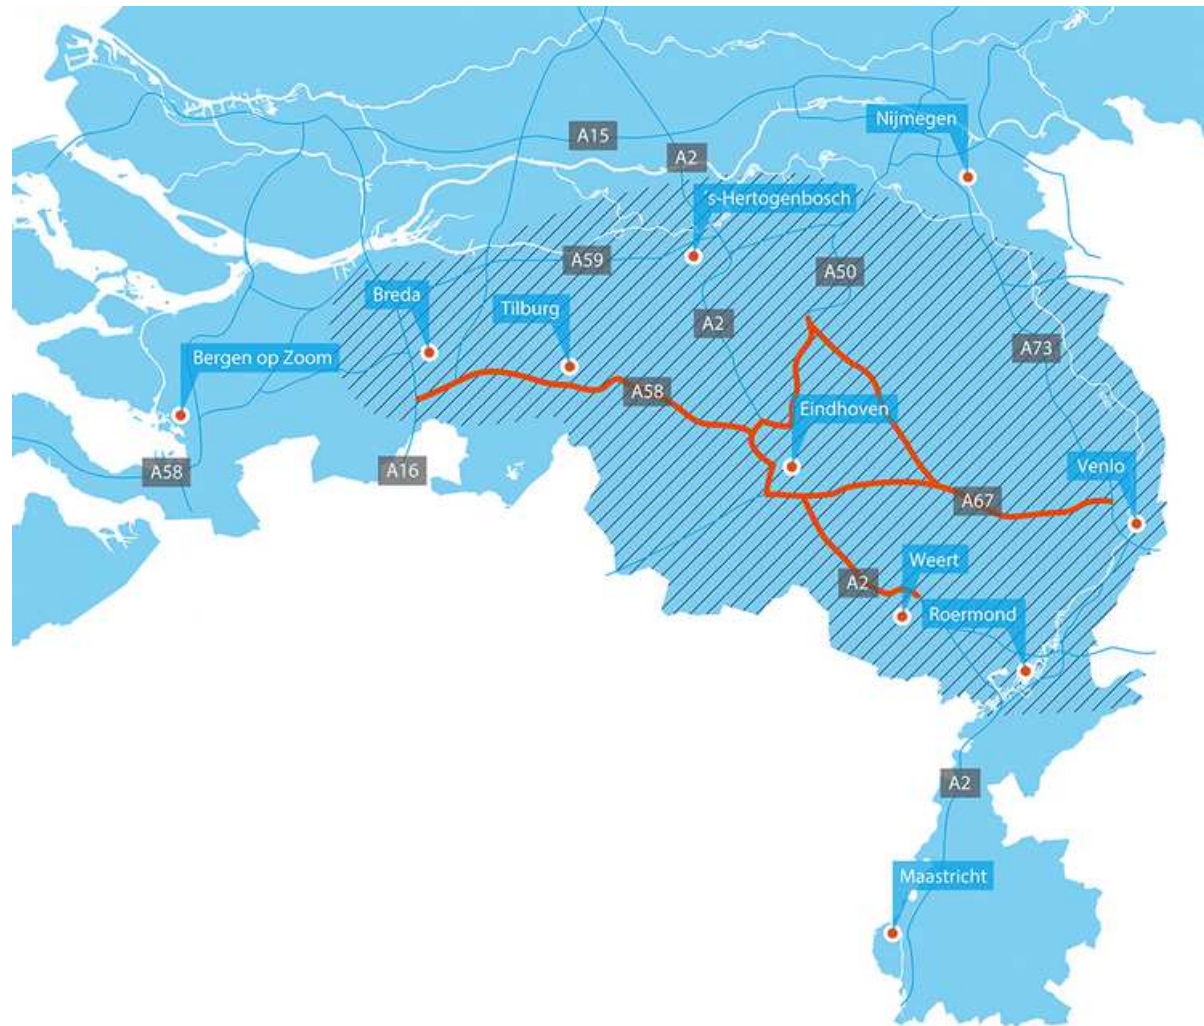 Nijmegen
A15
A2
's-Hertogenbosch
A59
A50
Breda
Tilburg
A2
A73
Bergen op Zoom
A58
Eindhoven
A58
A16
Venlo
A67
Weert
A2
Roermond
A2
Maastricht